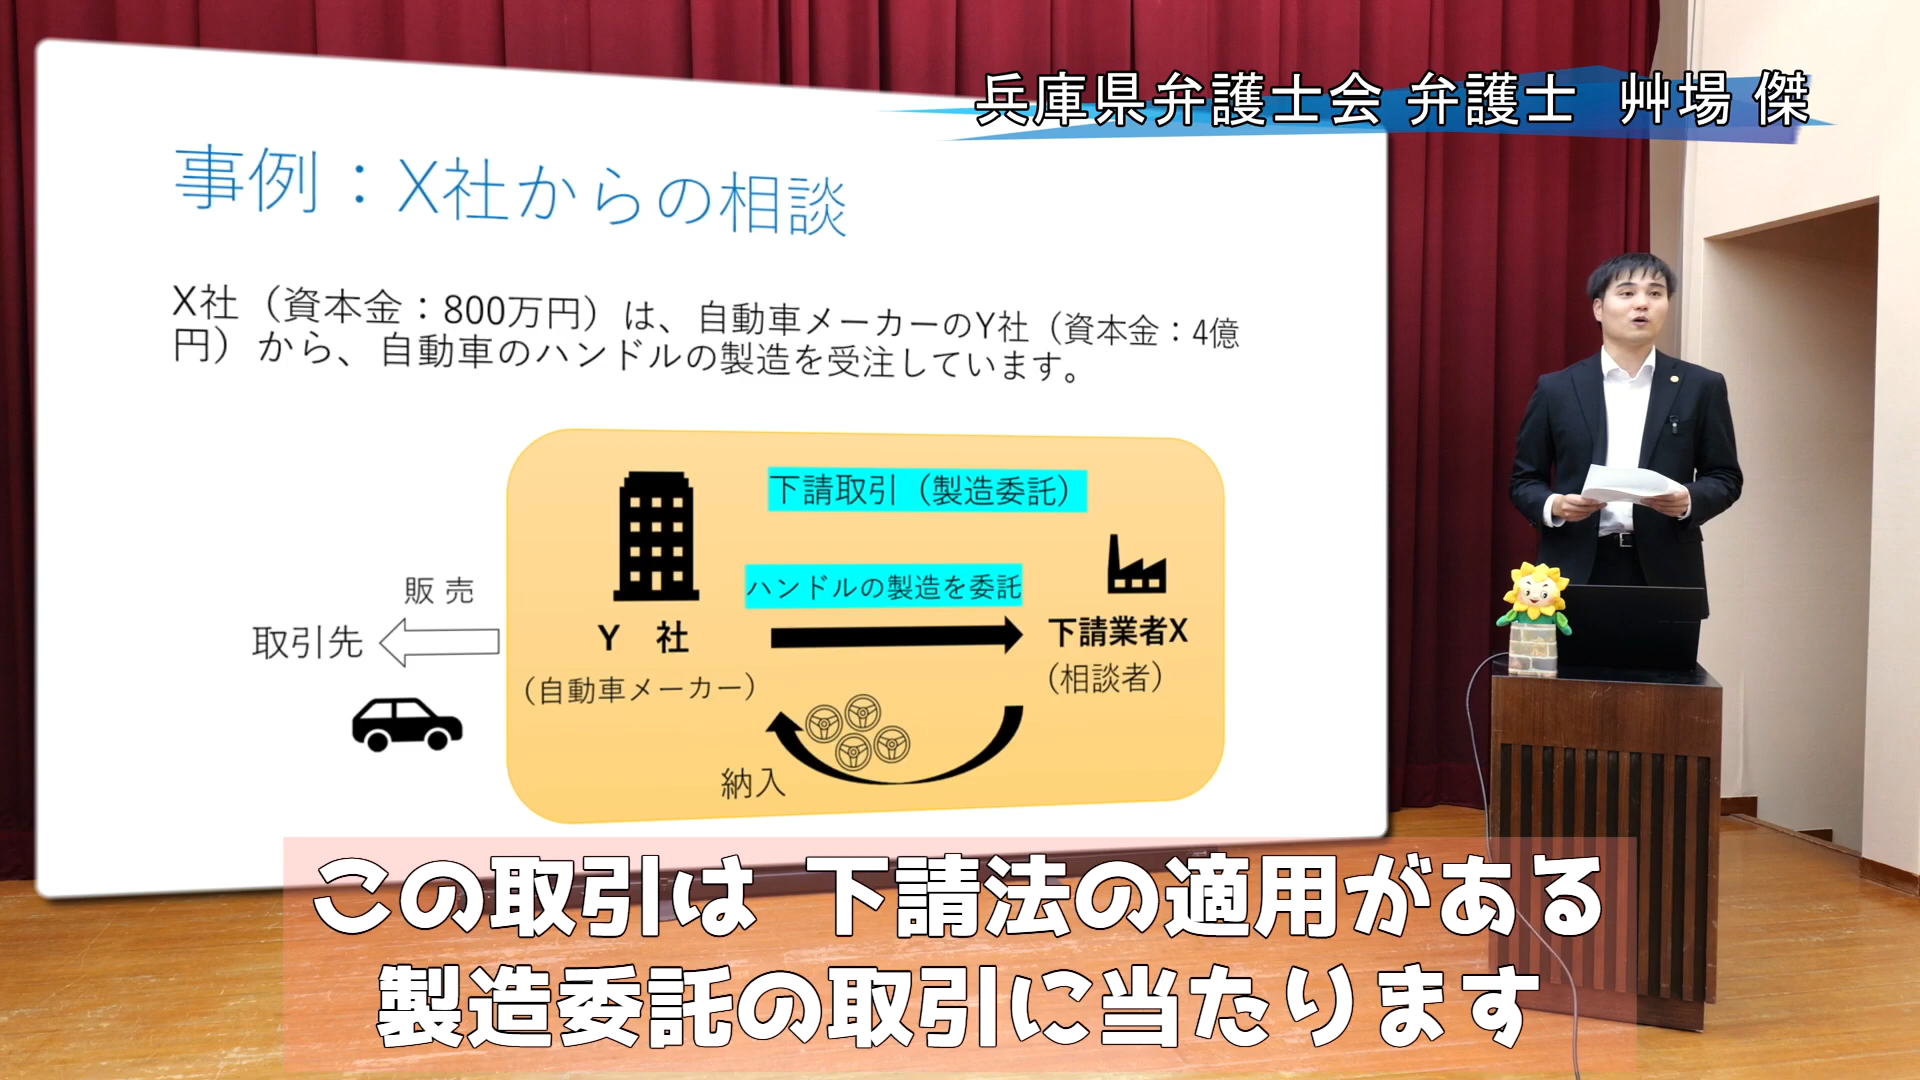 兵庫県弁護士会 弁護士 艸場 傑
事例：X社からの相談
X社（資本金：800万円）は、自動車メーカーのY社（資本金：4億
円）から、自動車のハンドルの製造を受注しています。
下請取引（製造委託）
ハンドルの製造を委託
販 売
取引先
Y 社
（自動車メーカー）
下請業者X
（相談者）
納入
この取引は 下請法の適用がある
製造委託の取引に当たります